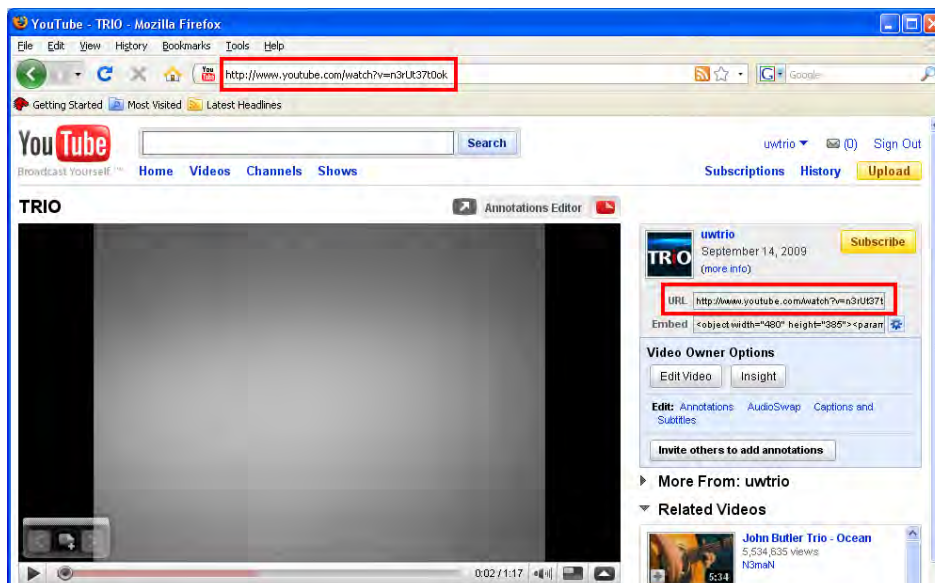 YouTube - TRIO - Mozilla Firefox
File Edit View History Bookmarks Tools Help
http://www.youtube.com/watch?v=n3rUt37t0ok
Google
Getting Started Most Visited Latest Headlines
YouTube
Search
uwtrio (0) Sign Out
Broadcast Yourself ™
Home Videos Channels Shows
Subscriptions History Upload
TRIO
Annotations Editor
TRIO
uwtrio
September 14, 2009
(more info)
Subscribe
URL http://www.youtube.com/watch?v=n3rUt37t
Embed <object width="480" height="385"><param
Video Owner Options
Edit Video Insight
Edit: Annotations AudioSwap Captions and
Subtitles
Invite others to add annotations
More From: uwtrio
Related Videos
John Butler Trio - Ocean
5,534,635 views
N3maN
5:34
0:02 / 1:17